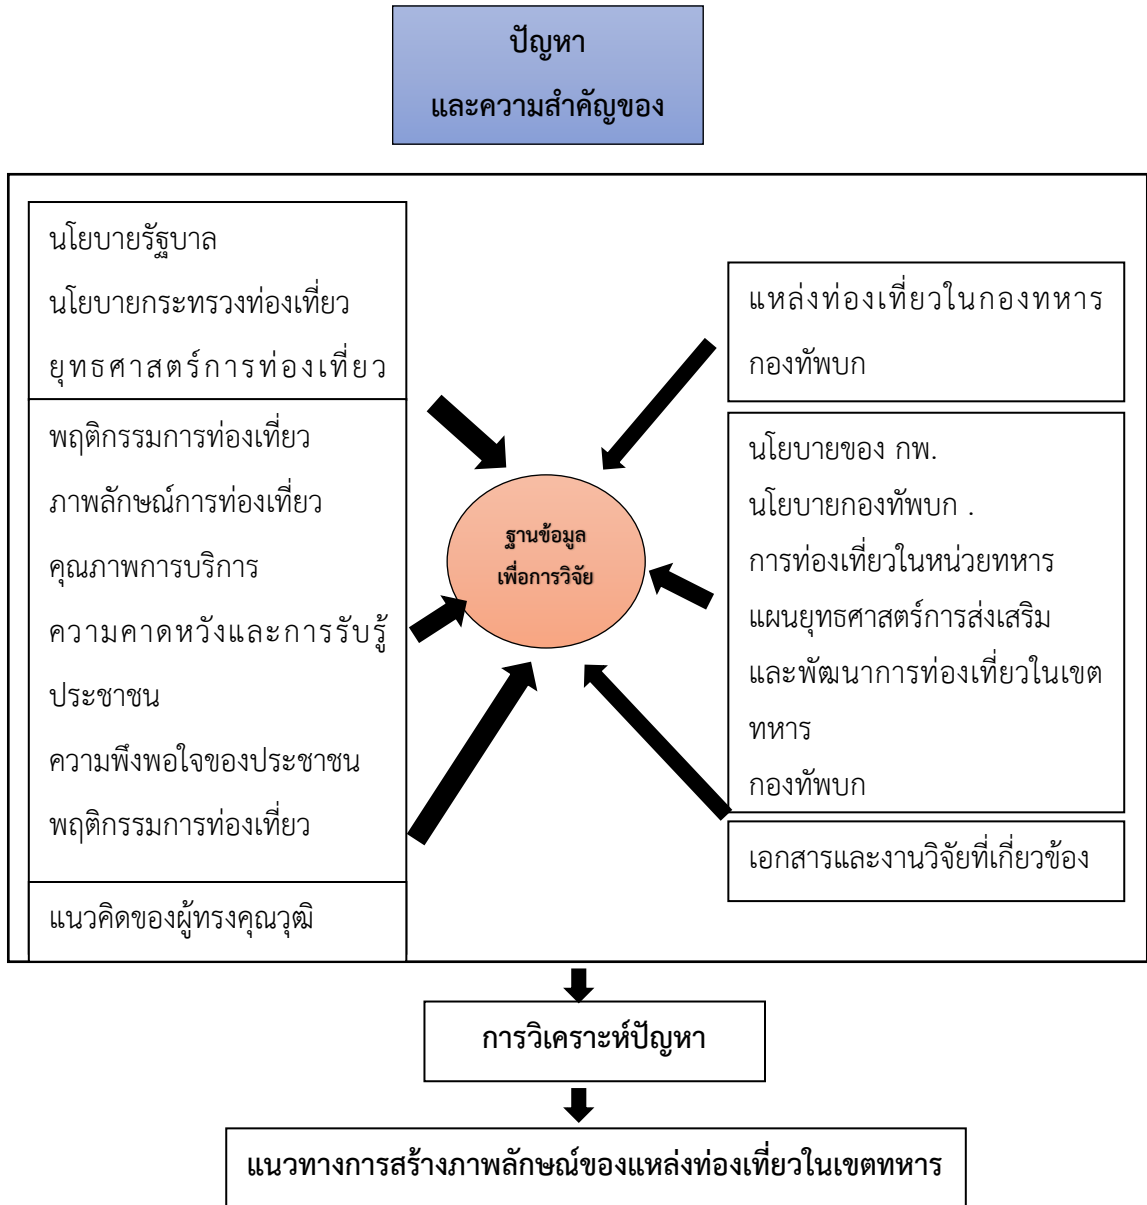 ปัญหา
และความสำคัญของ
นโยบายรัฐบาล
นโยบายกระทรวงท่องเที่ยว
ยุทธศาสตร์การท่องเที่ยว
พฤติกรรมการท่องเที่ยว
ภาพลักษณ์การท่องเที่ยว
คุณภาพการบริการ
ความคาดหวังและการรับรู้
ประชาชน
ความพึงพอใจของประชาชน
พฤติกรรมการท่องเที่ยว
แนวคิดของผู้ทรงคุณวุฒิ
ฐานข้อมูล
เพื่อการวิจัย
แหล่งท่องเที่ยวในกองทหาร
กองทัพบก
นโยบายของ กพ.
นโยบายกองทัพบก .
การท่องเที่ยวในหน่วยทหาร
แผนยุทธศาสตร์การส่งเสริม
และพัฒนาการท่องเที่ยวในเขต
ทหาร
กองทัพบก
เอกสารและงานวิจัยที่เกี่ยวข้อง
การวิเคราะห์ปัญหา
แนวทางการสร้างภาพลักษณ์ของแหล่งท่องเที่ยวในเขตทหาร